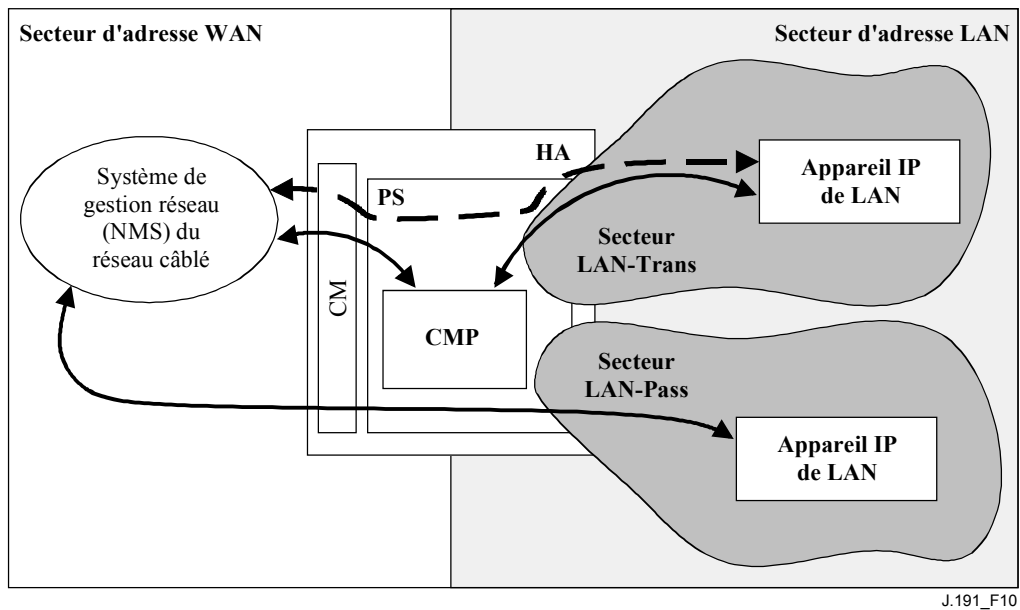 Secteur d'adresse WAN
Secteur d'adresse LAN
HA
Appareil IP
de LAN
Système de
gestion réseau
(NMS) du
réseau câblé
PS
Secteur
LAN-Trans
CM
CMP
Secteur
LAN-Pass
Appareil IP
de LAN
J.191_F10